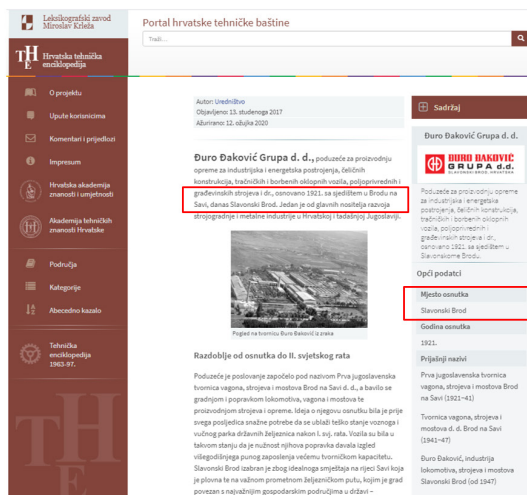 Leksikografski zavod
Miroslav Krleža
Portal hrvatske tehničke baštine
Traži...
THE
Hrvatska tehnička
enciklopedija
O projektu
Upute korisnicima
Komentari i prijedlozi
Impresum
Hrvatska akademija
znanosti i umjetnosti
Akademija tehničkih
znanosti Hrvatske
Područja
Kategorije
Abecedno kazalo
Tehnička
enciklopedija
1963-97.
THE
Autor: Uredništvo
Objavljeno: 13. studenoga 2017
Ažurirano: 12. ožujka 2020
Đuro Đaković Grupa d. d., poduzeće za proizvodnju
opreme za industrijska i energetska postrojenja, čeličnih
konstrukcija, tračničkih i borbenih oklopnih vozila, poljoprivrednih i
građevinskih strojeva i dr., osnovano 1921. sa sjedištem u Brodu na
Savi, danas Slavonski Brod. Jedan je od glavnih nositelja razvoja
strojogradnje i metalne industrije u Hrvatskoj i tadašnjoj Jugoslaviji.
Pogled na tvornicu Đuro Đaković iz zraka
Razdoblje od osnutka do II. svjetskog rata
Poduzeće je poslovanje započelo pod nazivom Prva jugoslavenska
tvornica vagona, strojeva i mostova Brod na Savi d. d., a bavilo se
gradnjom i popravkom lokomotiva, vagona i mostova te
proizvodnjom strojeva i opreme. Ideja o njegovu osnutku bila je prije
svega posljedica snažne potrebe da se ublaži teško stanje voznoga i
vučnog parka državnih željeznica nakon I. svj. rata. Vozila su bila u
takvom stanju da je nužnost njihova popravka davala izgled
višegodišnjega punog zaposlenja većemu tvorničkom kapacitetu.
Slavonski Brod izabran je zbog idealnoga smještaja na rijeci Savi koja
je plovna te na važnom prometnom željezničkom putu, kojim je grad
povezan s najvažnijim gospodarskim područjima u državi –
Sadržaj
Đuro Đaković Grupa d. d.
ĐURO ĐAKOVIĆ
GRUPA d.d.
SLAVONSKI BROD, HRVATSKA
Poduzeće za proizvodnju opreme
za industrijska i energetska
postrojenja, čeličnih konstrukcija,
tračničkih i borbenih oklopnih
vozila, poljoprivrednih i
građevinskih strojeva i dr.,
osnovano 1921. sa sjedištem u
Slavonskome Brodu.
Opći podatci
Mjesto osnutka
Slavonski Brod
Godina osnutka
1921.
Prijašnji nazivi
Prva jugoslavenska tvornica
vagona, strojeva i mostova Brod
na Savi (1921–41)
Tvornica vagona, strojeva i
mostova d. d. Brod na Savi
(1941–47)
Đuro Đaković, industrija
lokomotiva, strojeva i mostova
Slavonski Brod (od 1947)